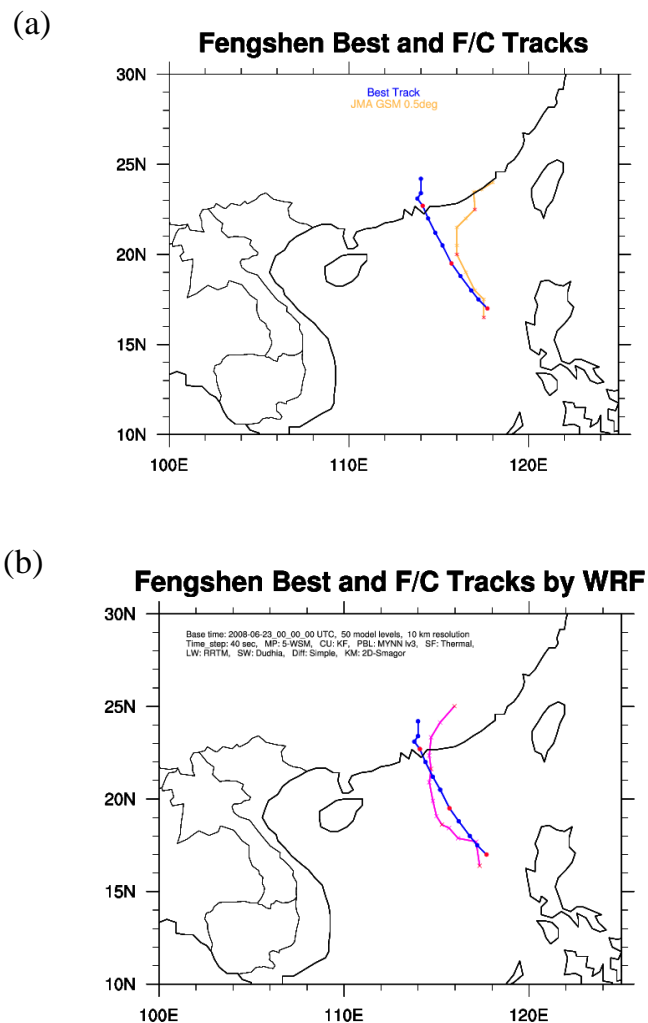 (a)
Fengshen Best and F/C Tracks
30N
Best Track
JMA GSM 0.5deg
25N
20N
15N
10N
100E
110E
120E
(b)
Fengshen Best and F/C Tracks by WRF
30N
Base time: 2008-06-23_00_00_00 UTC, 50 model levels, 10 km resolution
Time_step: 40 sec, MP: 5-WSM, CU: KF, PBL: MYNN lv3, SF: Thermal,
LW: RRTM, SW: Dudhia, Diff: Simple, KM: 2D-Smagor
25N
20N
15N
10N
100E
110E
120E